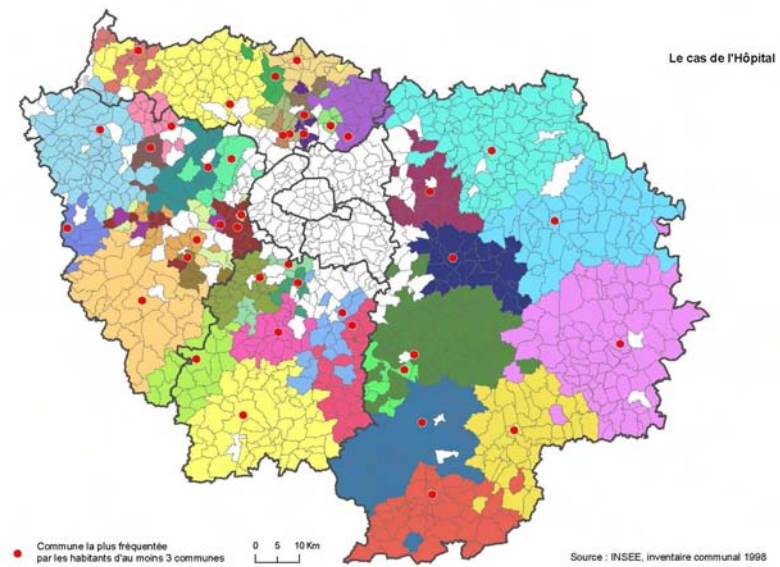 Le cas de l'Hôpital
Commune la plus fréquentée
par les habitants d'au moins 3 communes
0 5 10 Km
Source : INSEE, inventaire communal 1998